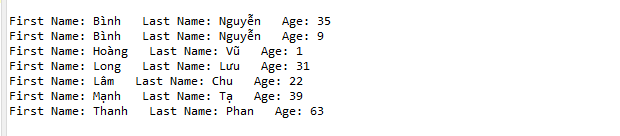 First Name: Bình   Last Name: Nguyễn   Age: 35
First Name: Bình   Last Name: Nguyễn   Age: 9
First Name: Hoàng   Last Name: Vũ   Age: 1
First Name: Long   Last Name: Lưu   Age: 31
First Name: Lâm   Last Name: Chu   Age: 22
First Name: Mạnh   Last Name: Tạ   Age: 39
First Name: Thanh   Last Name: Phan   Age: 63